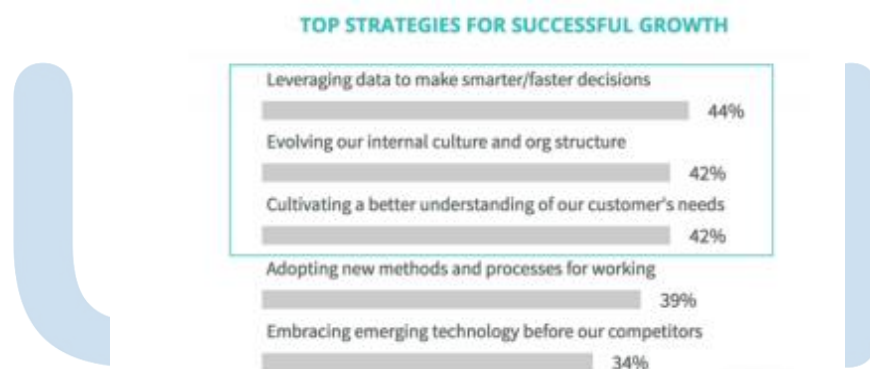 TOP STRATEGIES FOR SUCCESSFUL GROWTH
Leveraging data to make smarter/faster decisions
44%
Evolving our internal culture and org structure
42%
Cultivating a better understanding of our customer's needs
42%
Adopting new methods and processes for working
39%
Embracing emerging technology before our competitors
34%